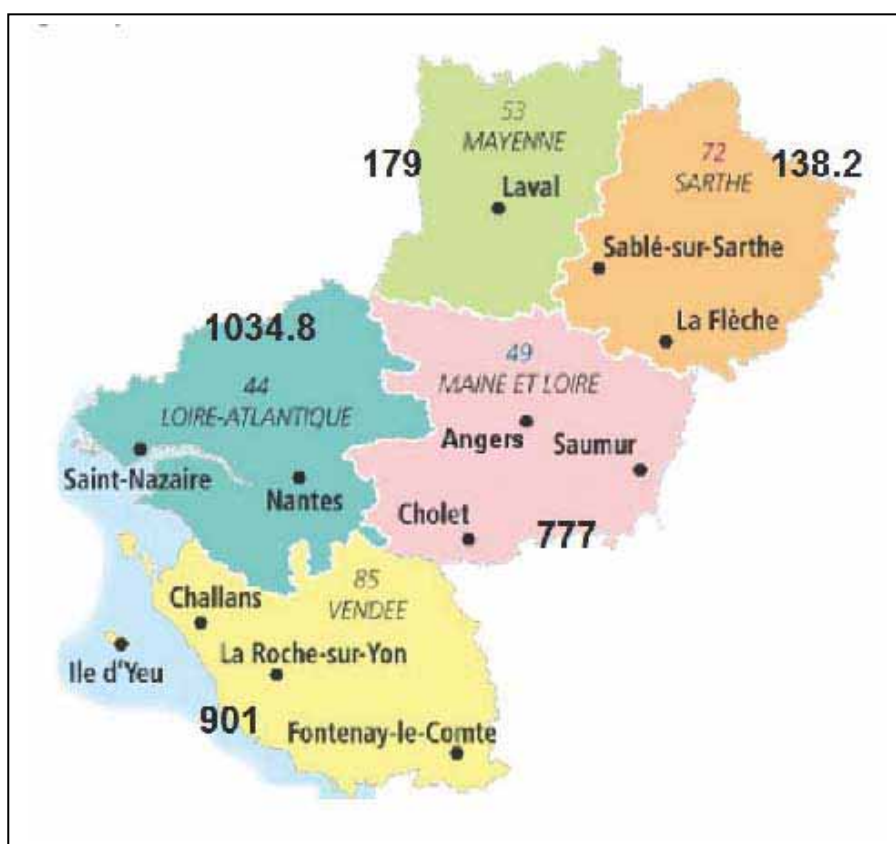 53
MAYENNE
179
Laval
72
SARTHE
138.2
Sablé-sur-Sarthe
La Flèche
1034.8
44
LOIRE-ATLANTIQUE
Saint-Nazaire
Nantes
49
MAINE ET LOIRE
Angers
Saumur
Cholet
777
85
VENDEE
Challans
La Roche-sur-Yon
Ile d'Yeu
901
Fontenay-le-Comte